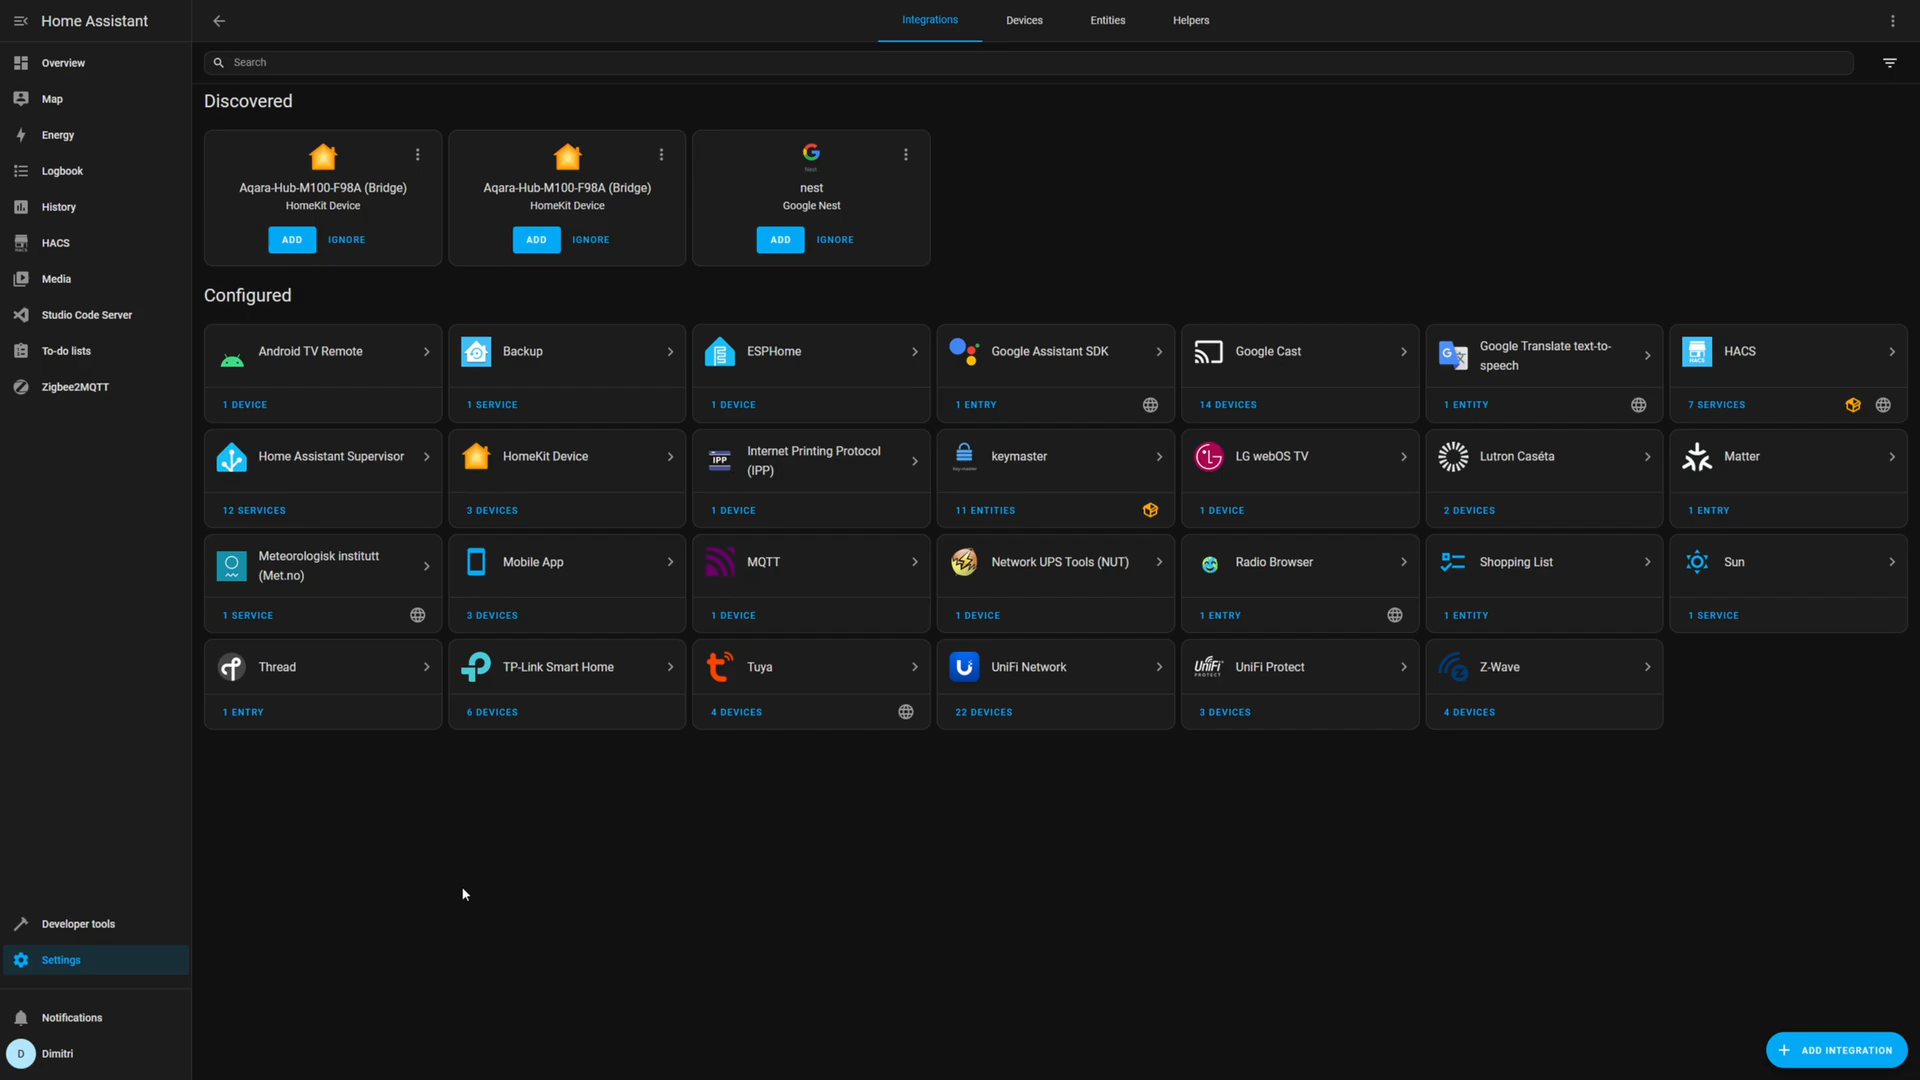 Home Assistant
Integrations
Devices
Entities
Helpers
Overview
Map
Energy
Logbook
History
HACS
Media
Studio Code Server
To-do lists
Zigbee2MQTT
Developer tools
Settings
Notifications
D
Dimitri
Search
Discovered
Aqara-Hub-M100-F98A (Bridge)
HomeKit Device
ADD IGNORE
Aqara-Hub-M100-F98A (Bridge)
HomeKit Device
ADD IGNORE
Nest
nest
Google Nest
ADD IGNORE
Configured
Android TV Remote
1 DEVICE
Backup
1 SERVICE
ESPHome
1 DEVICE
Google Assistant SDK
1 ENTRY
Google Cast
14 DEVICES
Google Translate text-to-
speech
1 ENTITY
HACS
HACS
7 SERVICES
Home Assistant Supervisor
12 SERVICES
HomeKit Device
3 DEVICES
IPP
Internet Printing Protocol
(IPP)
1 DEVICE
keymaster
11 ENTITIES
LG webOS TV
1 DEVICE
Lutron Caséta
2 DEVICES
Matter
1 ENTRY
Meteorologisk institutt
(Met.no)
1 SERVICE
Mobile App
3 DEVICES
MQTT
1 DEVICE
Network UPS Tools (NUT)
1 DEVICE
Radio Browser
1 ENTRY
Shopping List
1 ENTITY
Sun
1 SERVICE
Thread
1 ENTRY
TP-Link Smart Home
6 DEVICES
Tuya
4 DEVICES
UniFi Network
22 DEVICES
UniFi
PROTECT
UniFi Protect
3 DEVICES
Z-Wave
4 DEVICES
ADD INTEGRATION